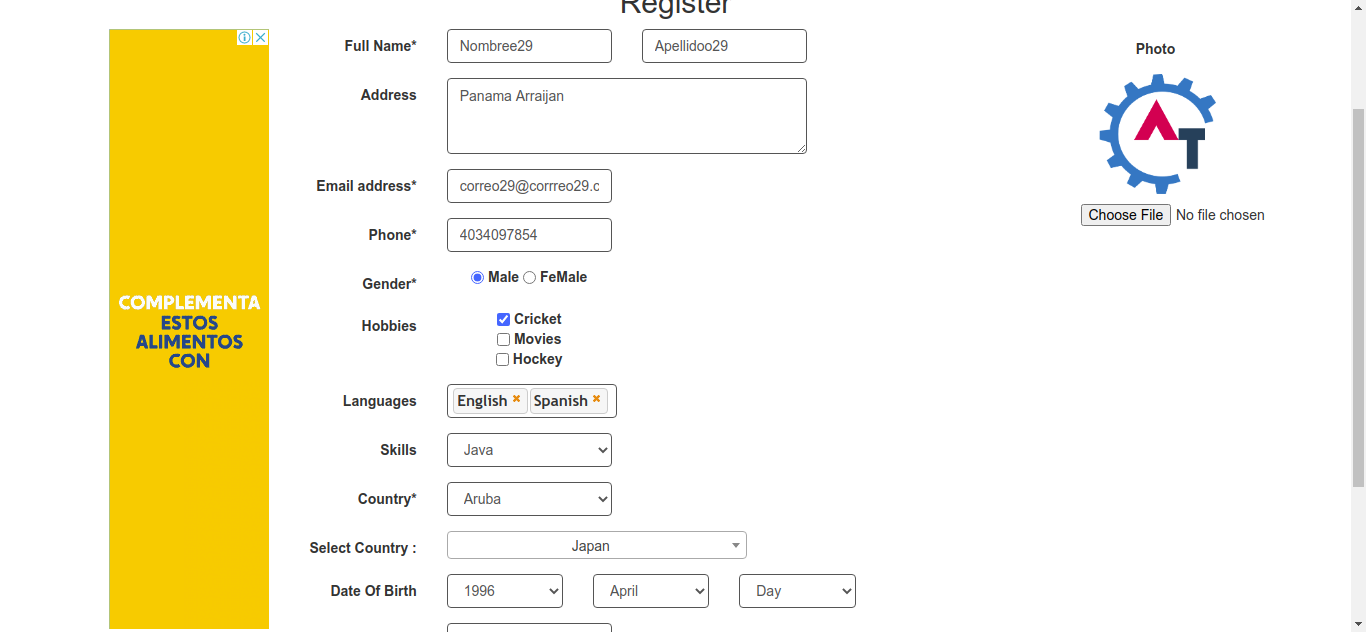 Register
Full Name*
Nombree29
Apellidoo29
Photo
Address
Panama Arraijan
AT
Email address*
correo29@corrreo29.c
Choose File No file chosen
Phone*
4034097854
Gender*
Male FeMale
Hobbies
Cricket
Movies
Hockey
COMPLEMENTA
ESTOS
ALIMENTOS
CON
Languages
English Spanish
Skills
Java
Country*
Aruba
Select Country :
Japan
Date Of Birth
1996
April
Day